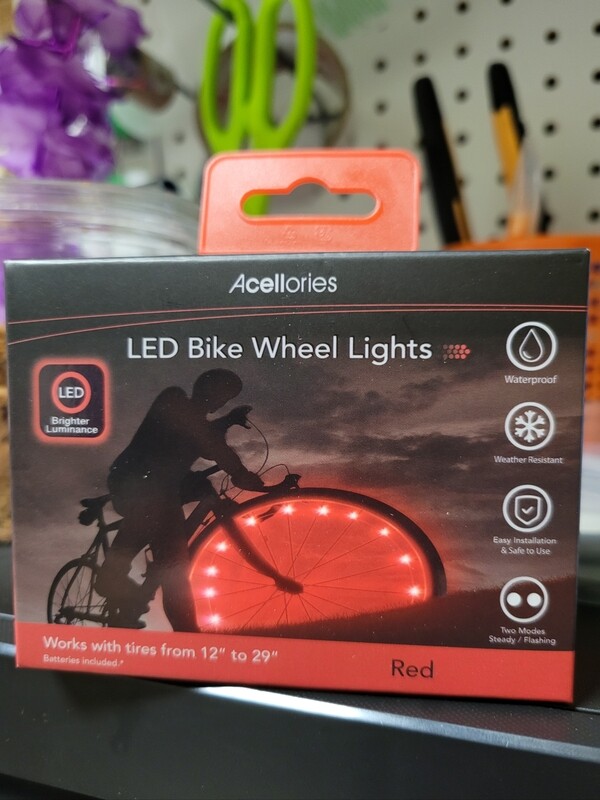 Acellories
LED Bike Wheel Lights
LED
Brighter
Luminance
Waterproof
Weather Resistant
Easy Installation
& Safe to Use
Two Modes
Steady / Flashing
Works with tires from 12" to 29"
Batteries included.*
Red